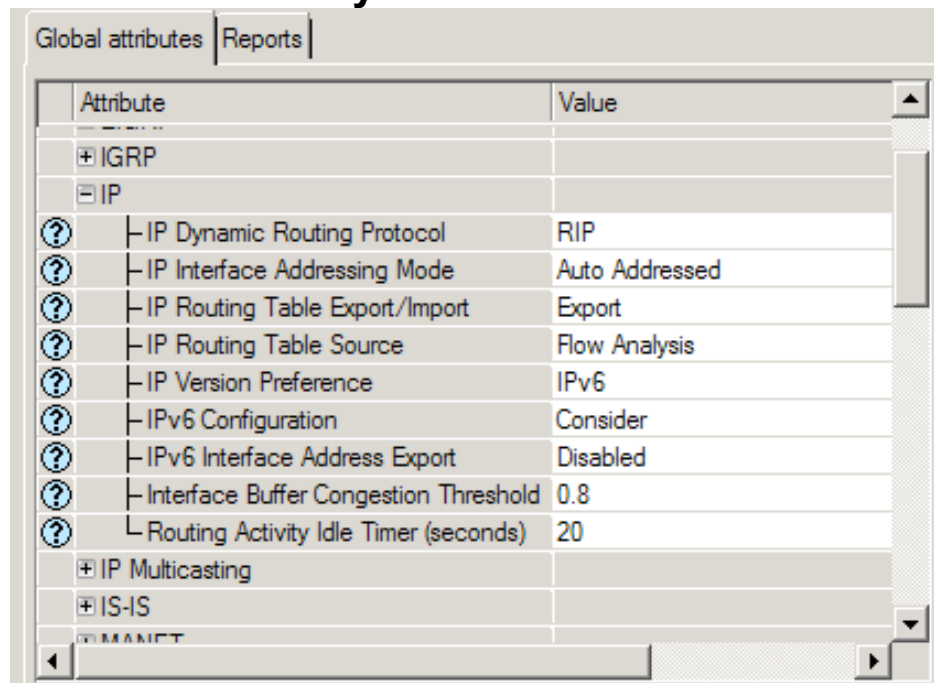 Global attributes Reports
Attribute Value
IGRP
IP
IP Dynamic Routing Protocol RIP
IP Interface Addressing Mode Auto Addressed
IP Routing Table Export/Import Export
IP Routing Table Source Flow Analysis
IP Version Preference IPv6
IPv6 Configuration Consider
IPv6 Interface Address Export Disabled
Interface Buffer Congestion Threshold 0.8
Routing Activity Idle Timer (seconds) 20
IP Multicasting
IS-IS
MANET